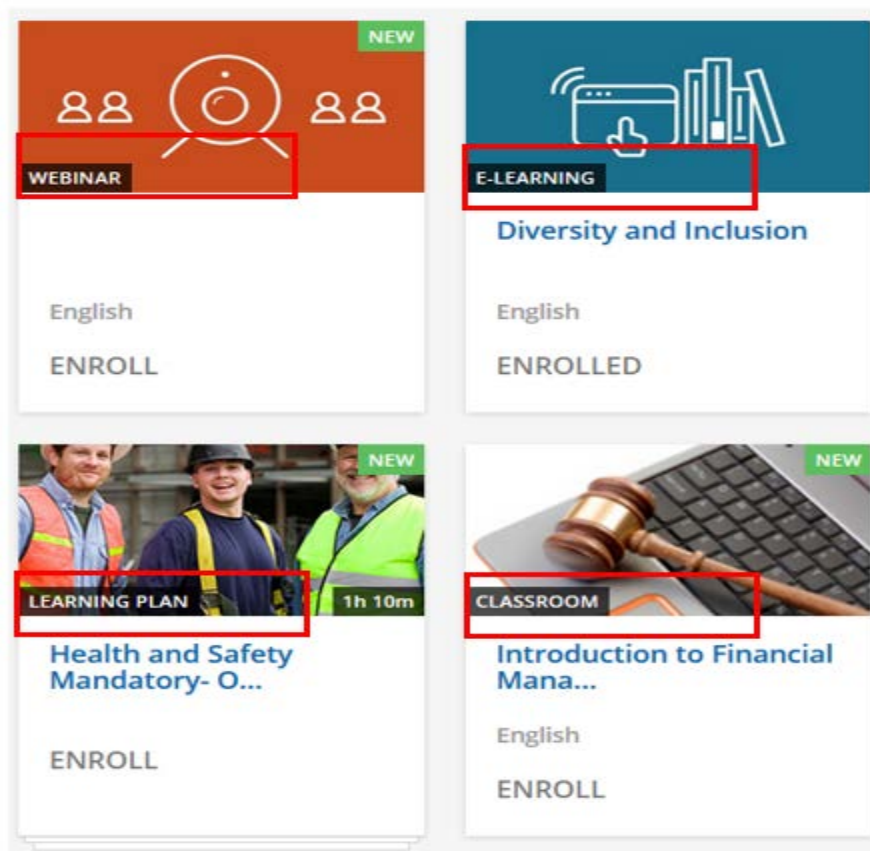 NEW
WEBINAR
English
ENROLL
E-LEARNING
Diversity and Inclusion
English
ENROLLED
NEW
LEARNING PLAN
1h 10m
Health and Safety
Mandatory- O...
ENROLL
NEW
CLASSROOM
Introduction to Financial
Mana...
English
ENROLL